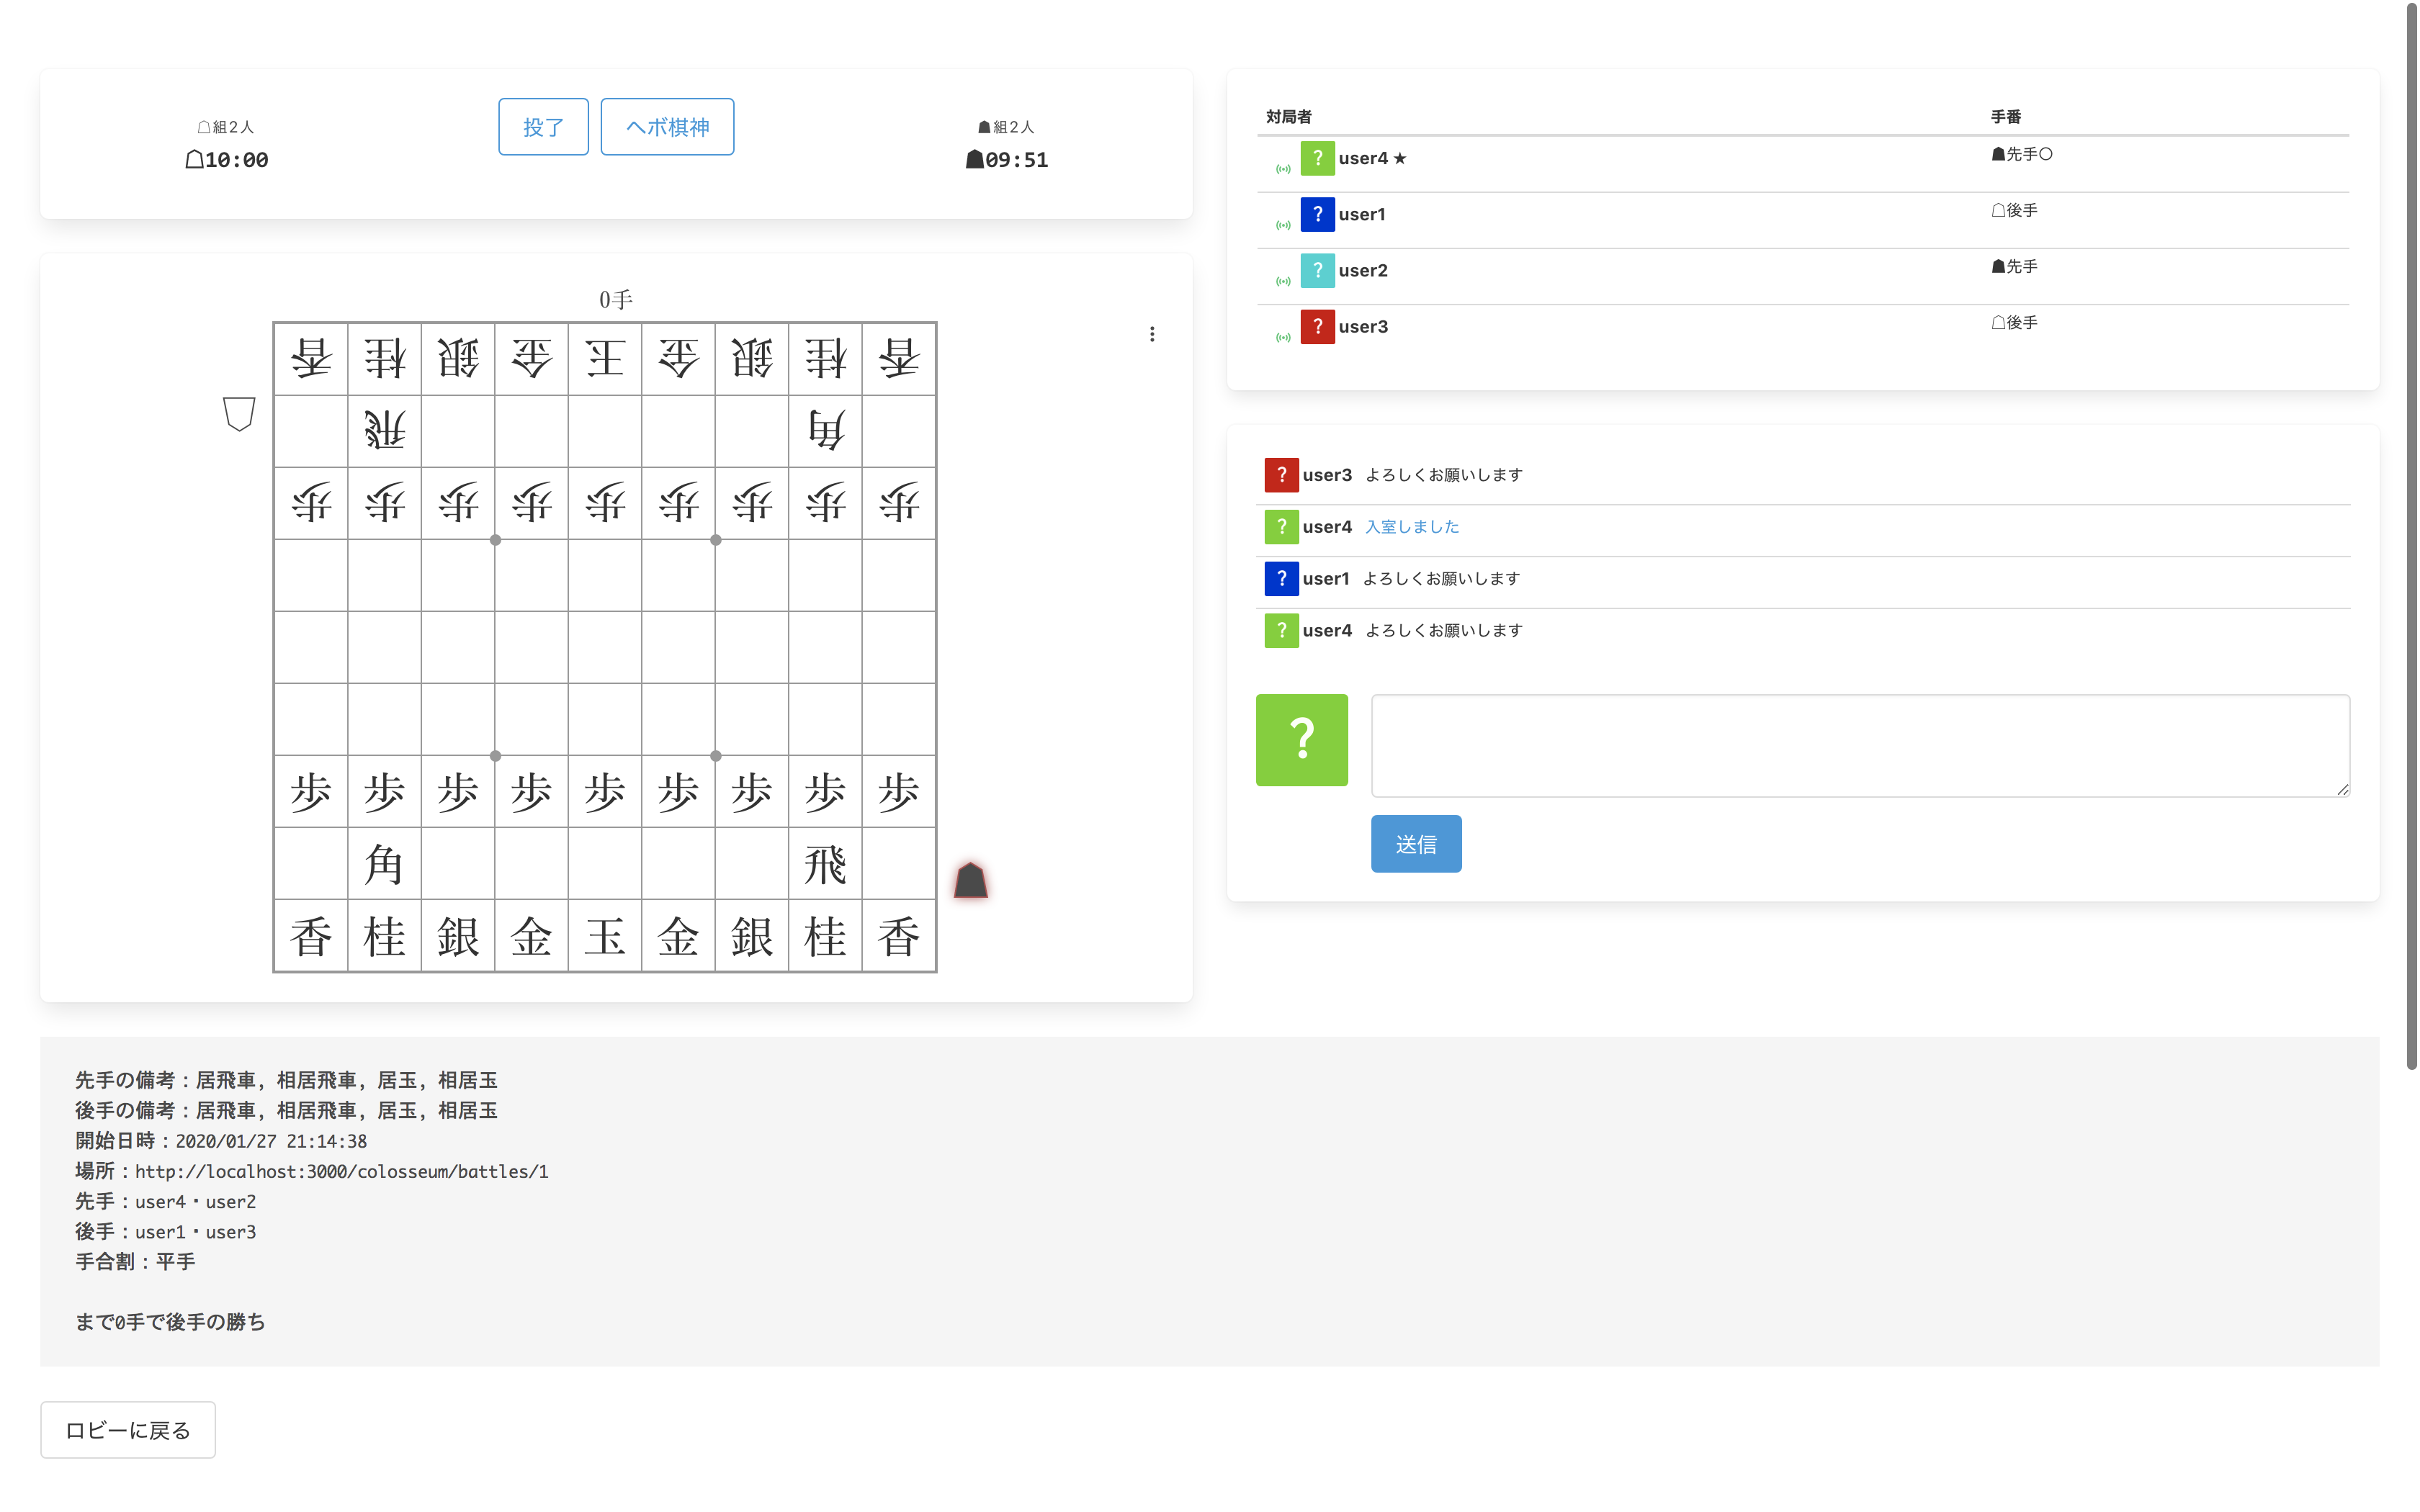 ☖組2人
☖10:00
投了
ヘボ棋神
☗組2人
☗09:51
0手
香桂銀金王金銀桂香
飛角
歩歩歩歩歩歩歩歩歩
歩歩歩歩歩歩歩歩歩
角飛
香桂銀金玉金銀桂香
対局者 手番
? user4 ★ ☗先手○
? user1 ☖後手
? user2 ☗先手
? user3 ☖後手
? user3 よろしくお願いします
? user4 入室しました
? user1 よろしくお願いします
? user4 よろしくお願いします
?
送信
先手の備考：居飛車, 相居飛車, 居玉, 相居玉
後手の備考：居飛車, 相居飛車, 居玉, 相居玉
開始日時：2020/01/27 21:14:38
場所：http://localhost:3000/colosseum/battles/1
先手：user4・user2
後手：user1・user3
手合割：平手
まで0手で後手の勝ち
ロビーに戻る